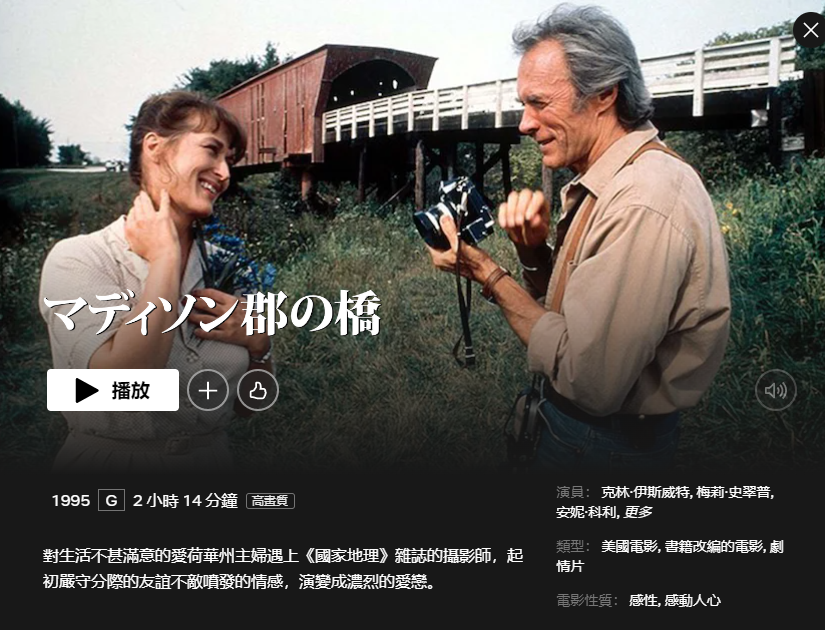 マディソン郡の橋
播放
1995 G 2 小時 14 分鐘 高畫質
對生活不甚滿意的愛荷華州主婦遇上《國家地理》雜誌的攝影師，起
初嚴守分際的友誼不敵噴發的情感，演變成濃烈的愛戀。
演員： 克林·伊斯威特, 梅莉·史翠普,
安妮·科利, 更多
類型： 美國電影, 書籍改編的電影, 劇
情片
電影性質： 感性, 感動人心